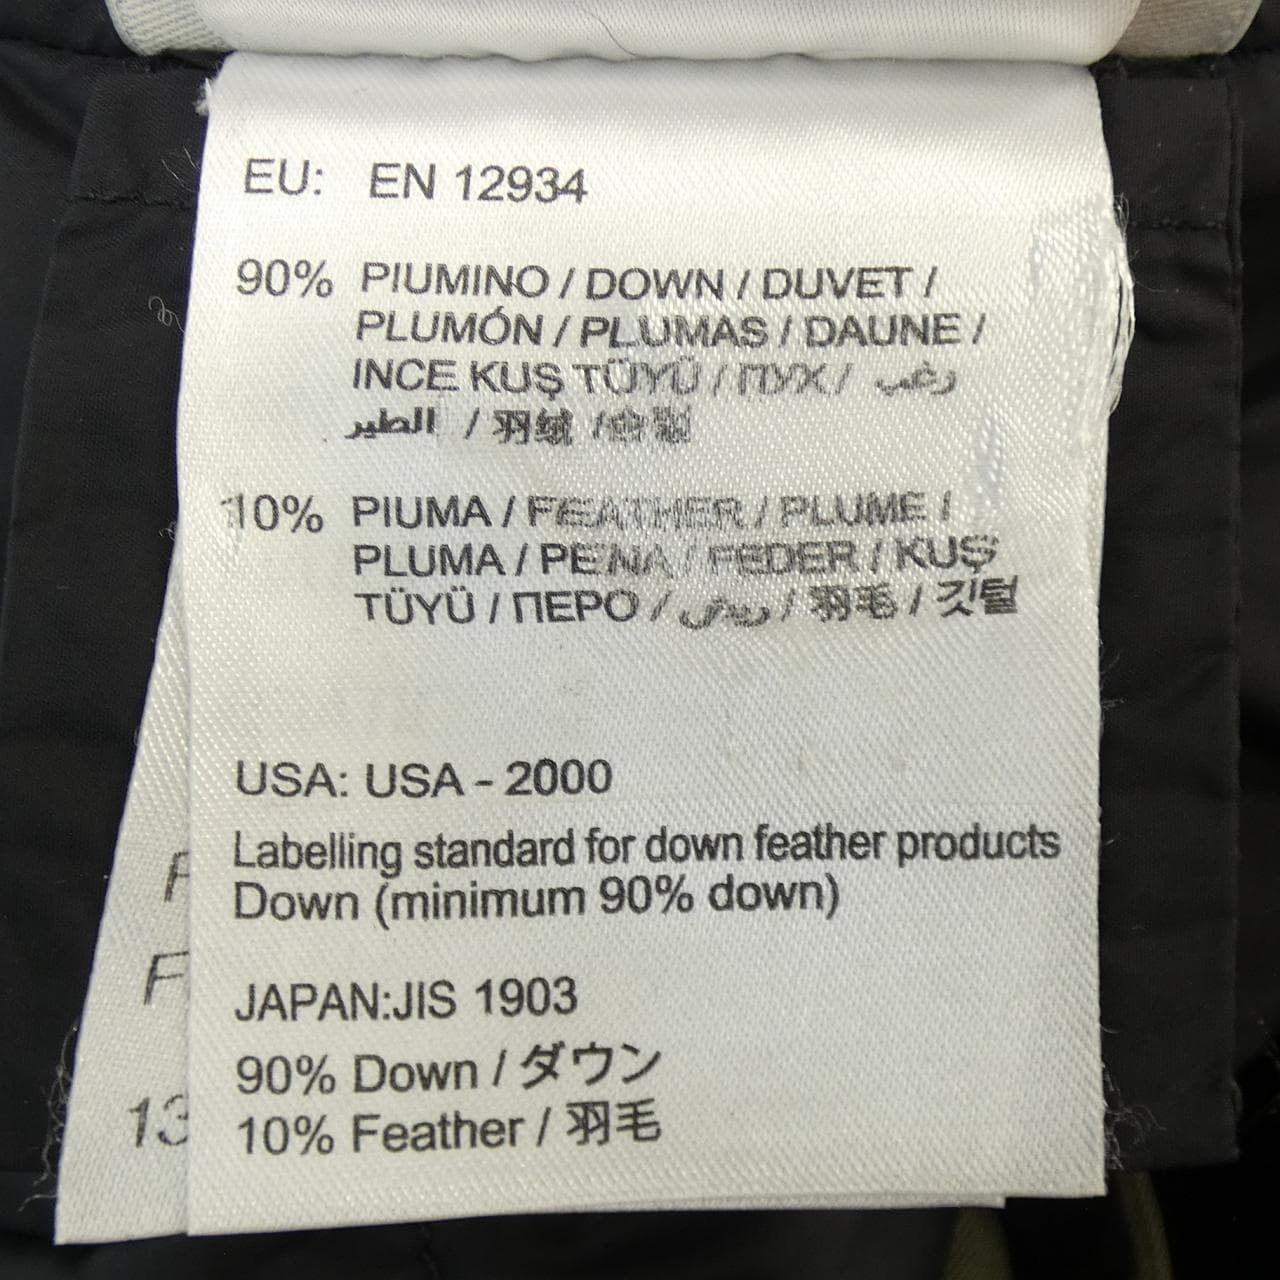 EU: EN 12934
90% PIUMINO / DOWN / DUVET /
PLUMÓN / PLUMAS / DAUNE /
INCE KUŞ TÜYÜ / ПУХ / زغب
الطير / 羽绒 /
10% PIUMA / FEATHER / PLUME /
PLUMA / PENA / FEDER / KUŞ
TÜYÜ / ПЕРО / ريش / 羽毛 / 깃털
USA: USA - 2000
Labelling standard for down feather products
Down (minimum 90% down)
JAPAN:JIS 1903
90% Down / ダウン
10% Feather / 羽毛
F
F
13